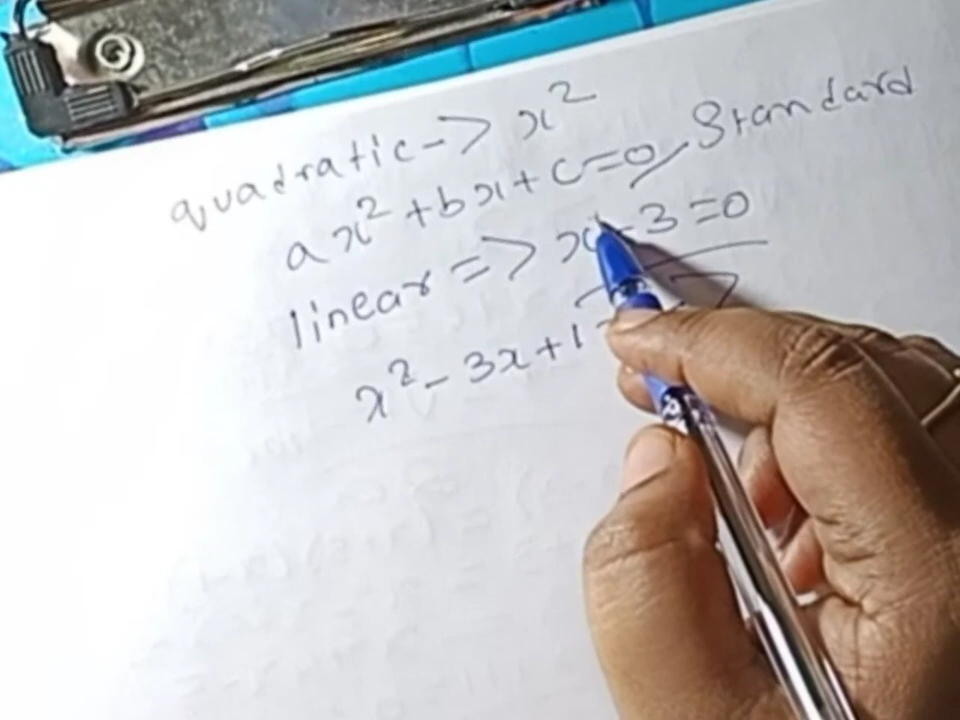 quadratic -> x²
ax² + bx + c = 0, Standard
linear => x - 3 = 0
x² - 3x + 1